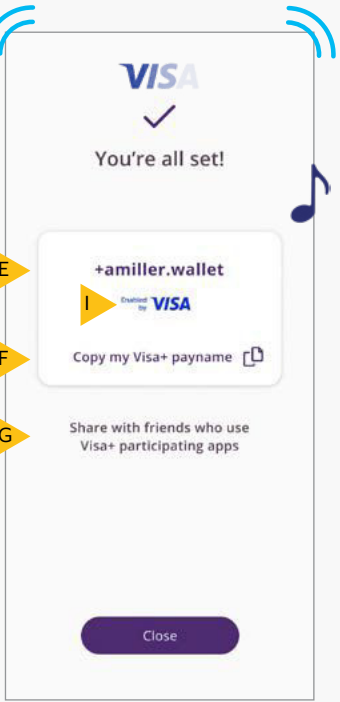 VISA
You're all set!
E
+amiller.wallet
I
Enabled
by VISA
F
Copy my Visa+ payname
G
Share with friends who use
Visa+ participating apps
Close